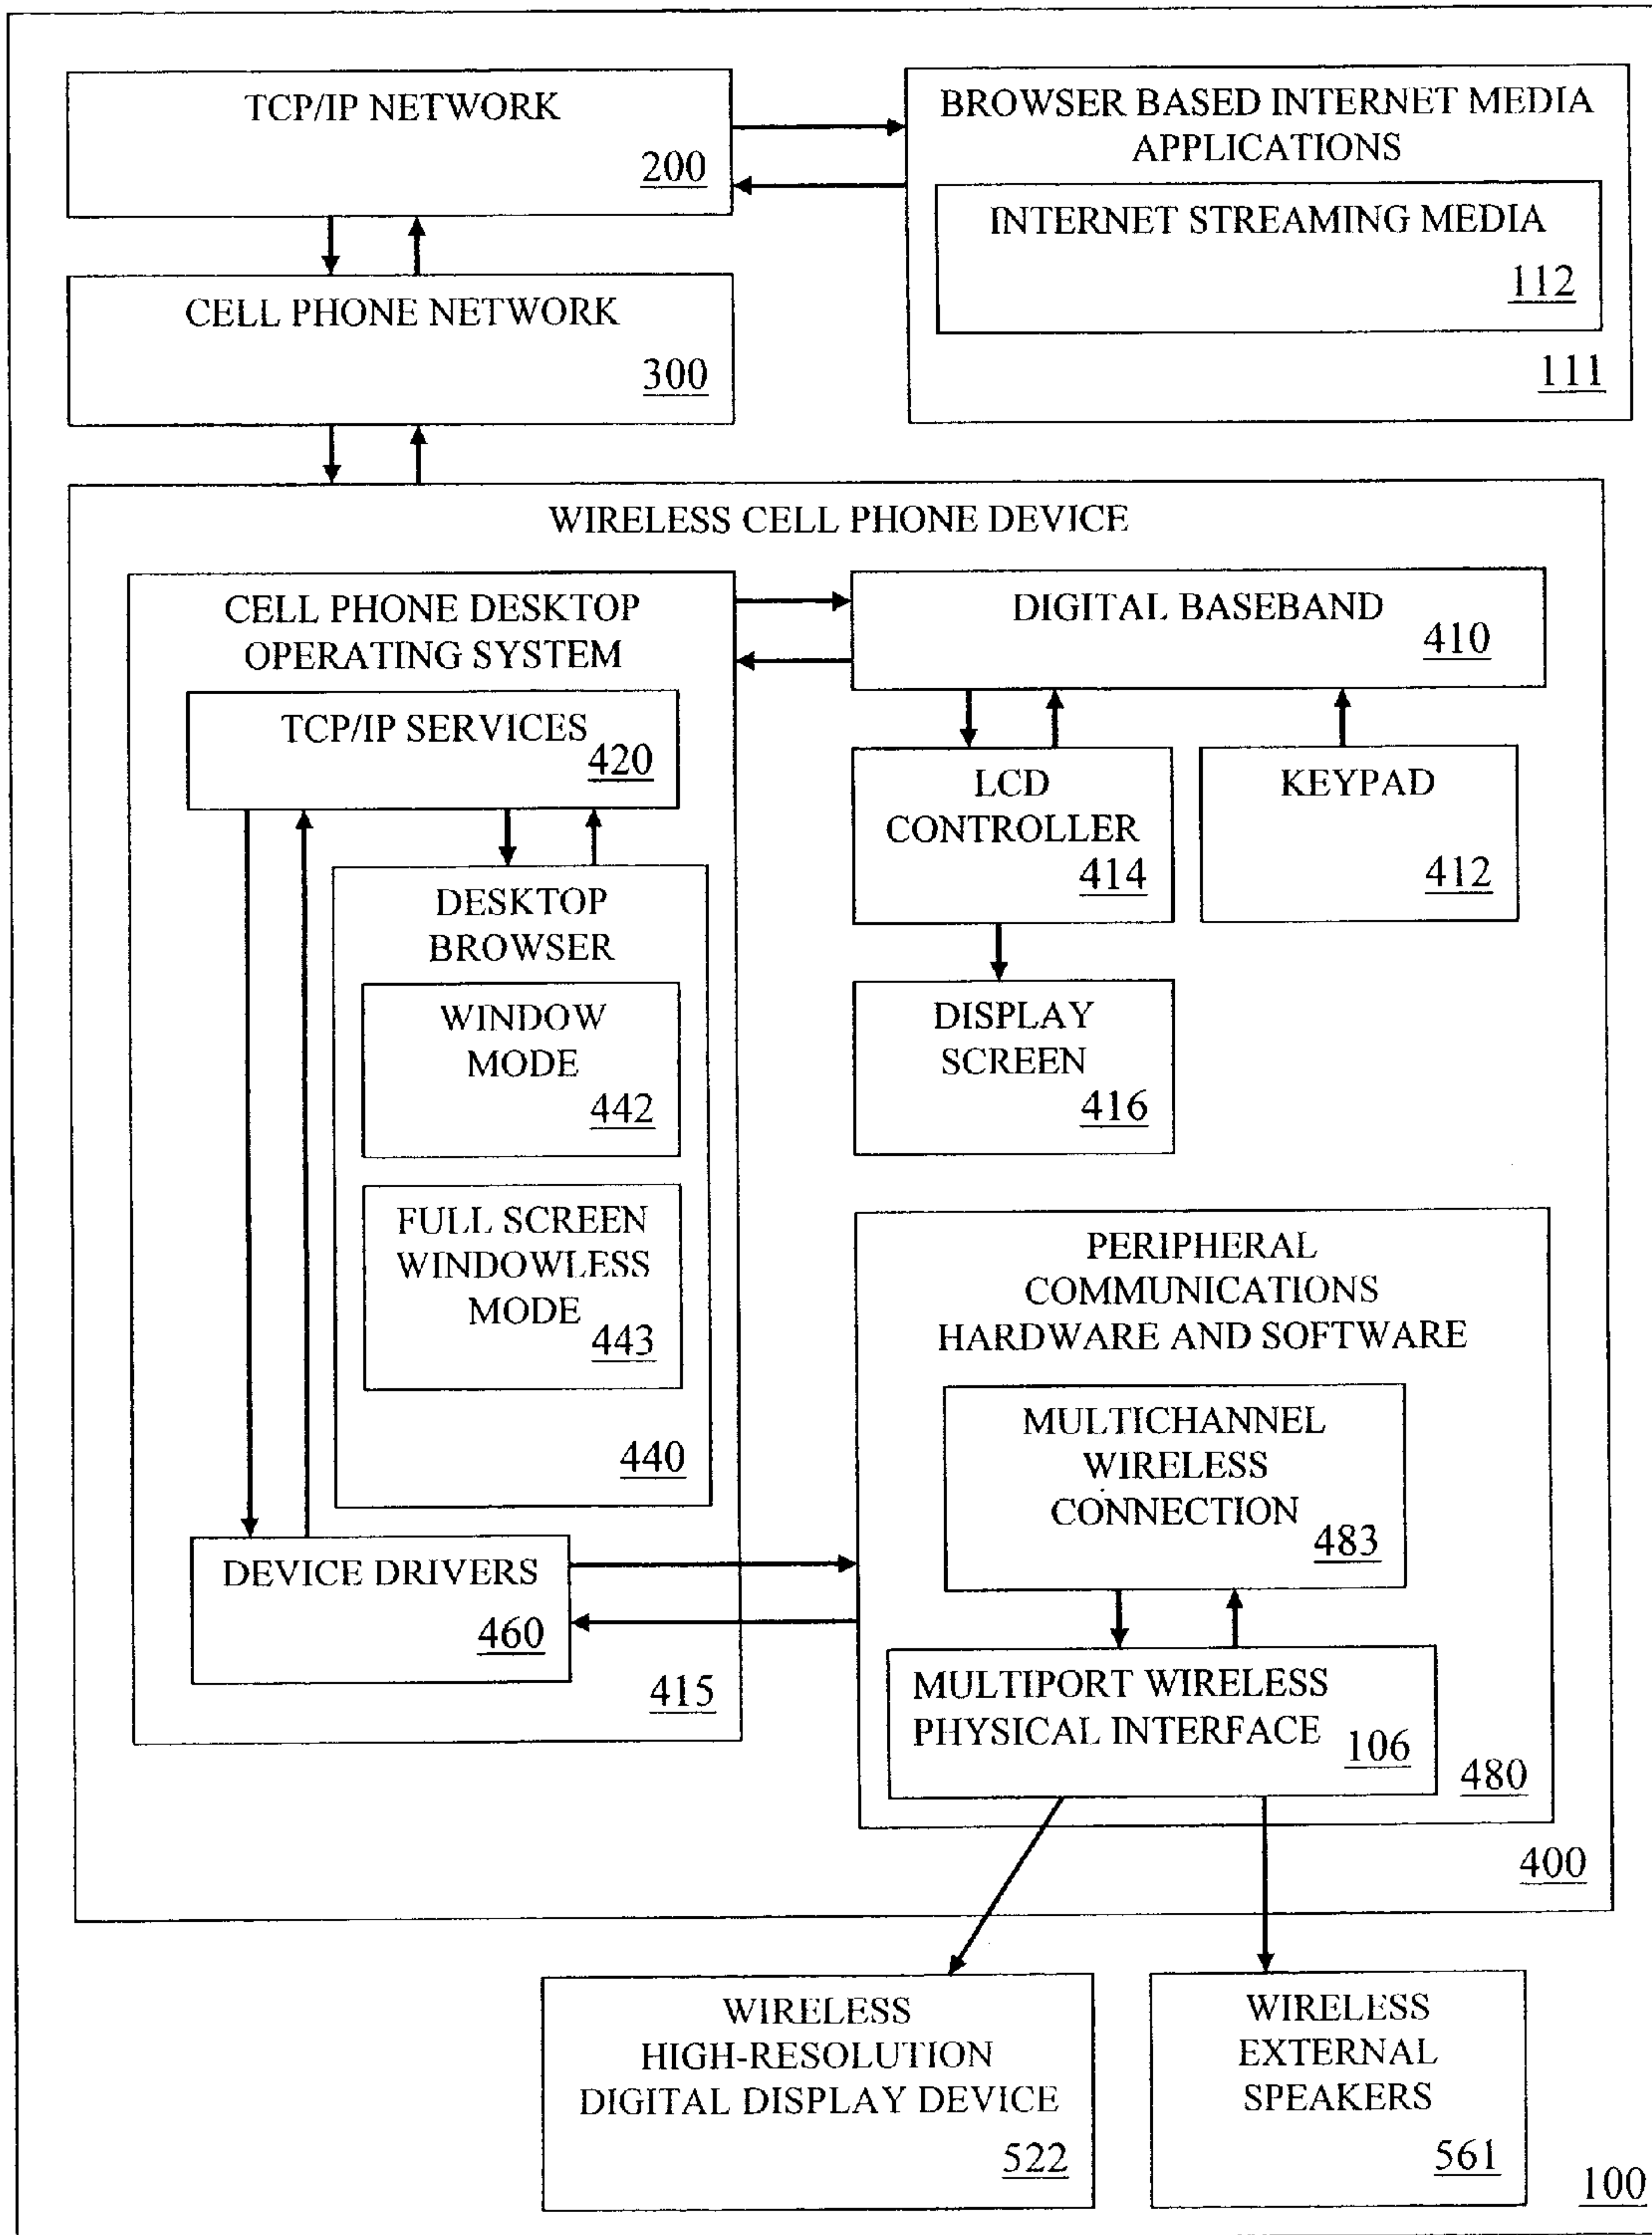 TCP/IP NETWORK
200
BROWSER BASED INTERNET MEDIA
APPLICATIONS
INTERNET STREAMING MEDIA
112
111
CELL PHONE NETWORK
300
WIRELESS CELL PHONE DEVICE
CELL PHONE DESKTOP
OPERATING SYSTEM
TCP/IP SERVICES
420
DESKTOP
BROWSER
WINDOW
MODE
442
FULL SCREEN
WINDOWLESS
MODE
443
440
DEVICE DRIVERS
460
415
DIGITAL BASEBAND
410
LCD
CONTROLLER
414
KEYPAD
412
DISPLAY
SCREEN
416
PERIPHERAL
COMMUNICATIONS
HARDWARE AND SOFTWARE
MULTICHANNEL
WIRELESS
CONNECTION
483
MULTIPORT WIRELESS
PHYSICAL INTERFACE
106
480
400
WIRELESS
HIGH-RESOLUTION
DIGITAL DISPLAY DEVICE
522
WIRELESS
EXTERNAL
SPEAKERS
561
100